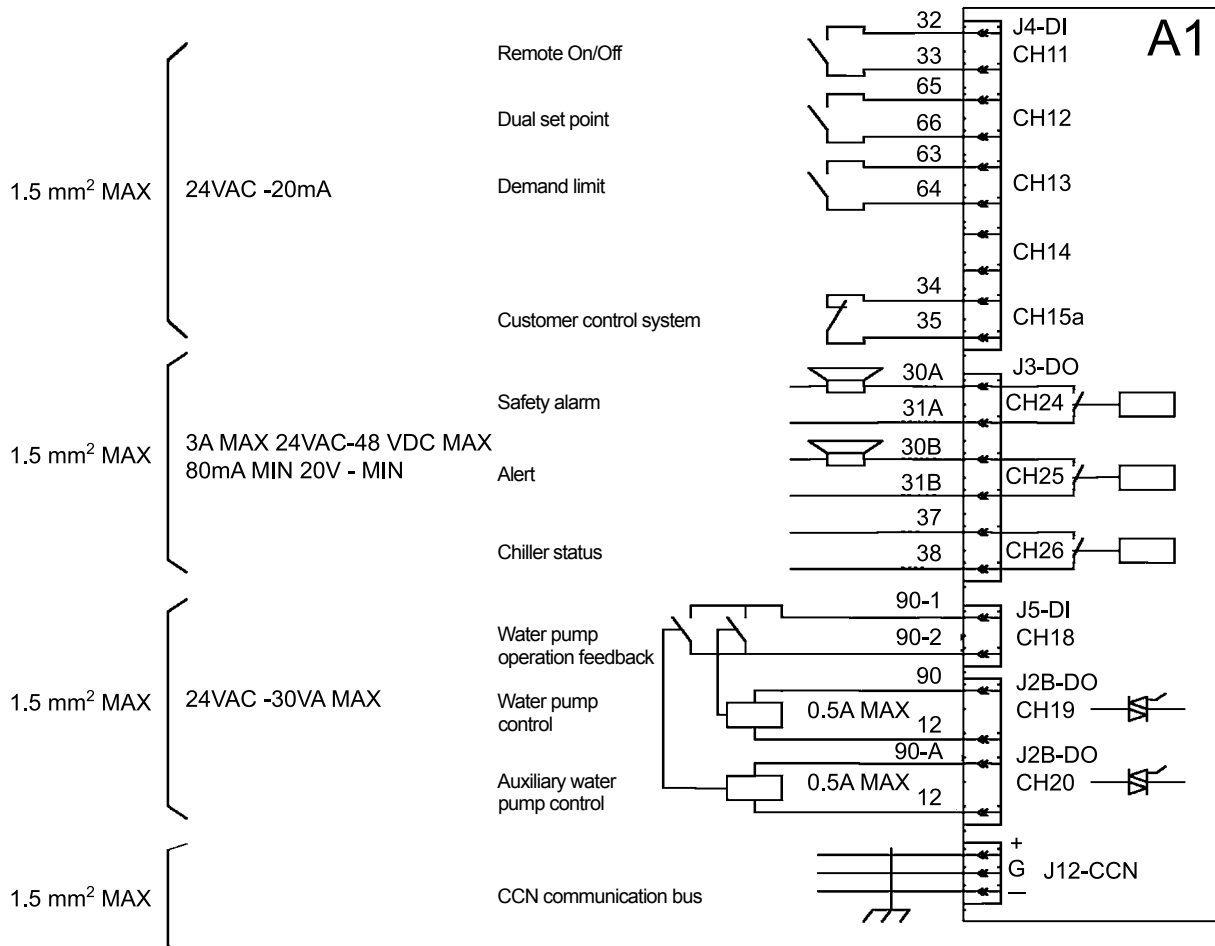 A1
32 J4-DI
Remote On/Off 33 CH11
65
Dual set point 66 CH12
63
1.5 mm² MAX 24VAC -20mA Demand limit 64 CH13
CH14
34
Customer control system 35 CH15a
J3-DO
30A
Safety alarm 31A CH24
1.5 mm² MAX 3A MAX 24VAC-48 VDC MAX
80mA MIN 20V - MIN
30B
Alert 31B CH25
37
Chiller status 38 CH26
90-1 J5-DI
Water pump 90-2 CH18
operation feedback
90 J2B-DO
1.5 mm² MAX 24VAC -30VA MAX Water pump 0.5A MAX CH19
control 12
90-A J2B-DO
Auxiliary water 0.5A MAX CH20
pump control 12
+
G J12-CCN
1.5 mm² MAX CCN communication bus –